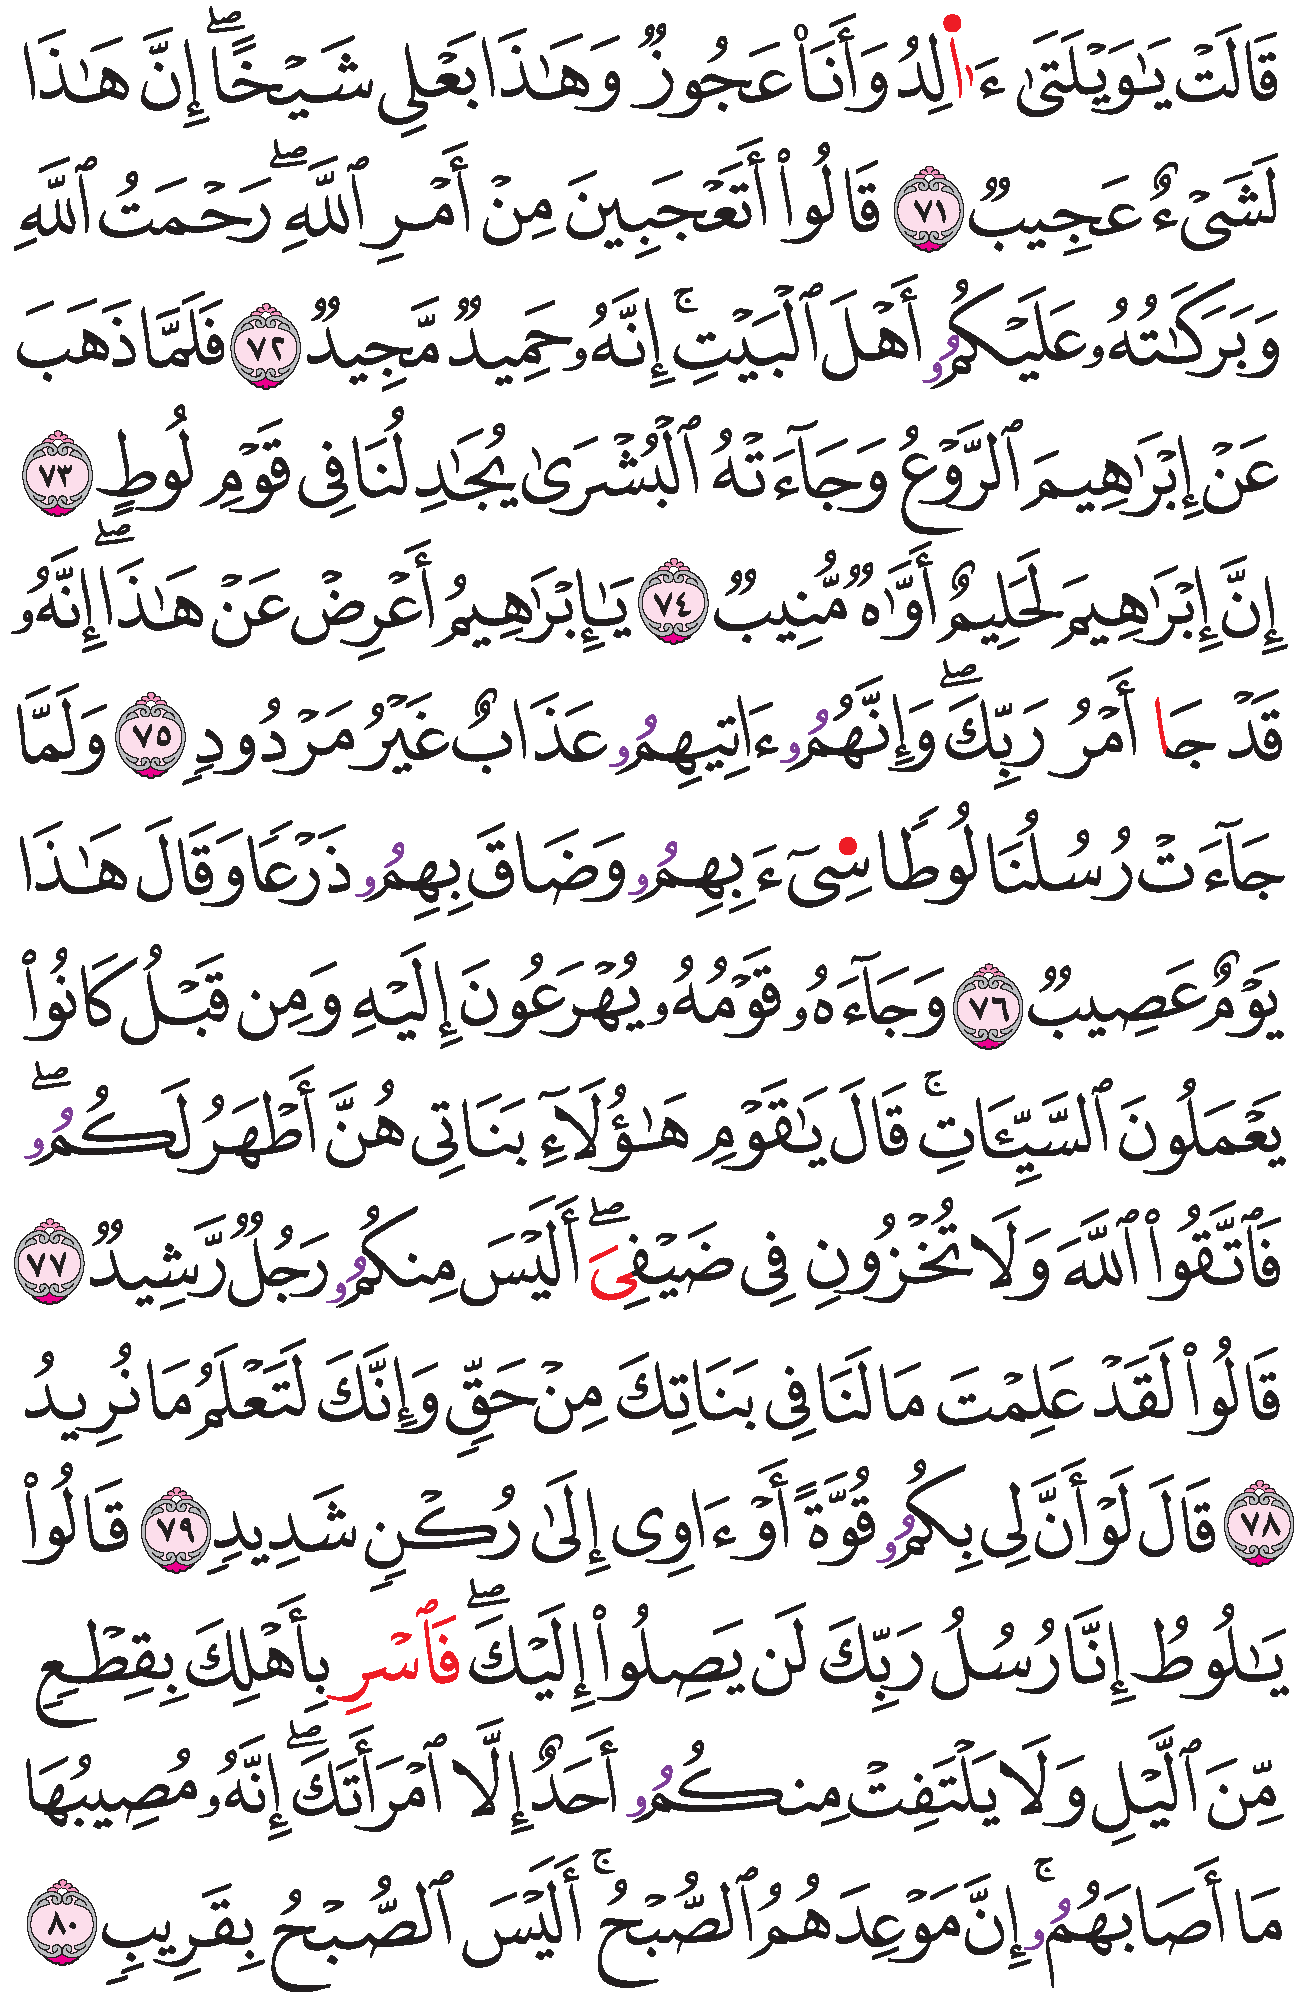 قَالَتْ يَـٰوَيْلَتَىٰ ءَا۬لِدُ وَأَنَا۠ عَجُوزٌ وَهَـٰذَا بَعْلِى شَيْخًا ۖ إِنَّ هَـٰذَا
لَشَىْءٌ عَجِيبٌ ٧١ قَالُوا۟ أَتَعْجَبِينَ مِنْ أَمْرِ ٱللَّهِ ۖ رَحْمَتُ ٱللَّهِ
وَبَرَكَـٰتُهُۥ عَلَيْكُمُۥ أَهْلَ ٱلْبَيْتِ ۚ إِنَّهُۥ حَمِيدٌ مَّجِيدٌ ٧٢ فَلَمَّا ذَهَبَ
عَنْ إِبْرَٰهِيمَ ٱلرَّوْعُ وَجَآءَتْهُ ٱلْبُشْرَىٰ يُجَـٰدِلُنَا فِى قَوْمِ لُوطٍ ٧٣
إِنَّ إِبْرَٰهِيمَ لَحَلِيمٌ أَوَّٰهٌ مُّنِيبٌ ٧٤ يَـٰٓإِبْرَٰهِيمُ أَعْرِضْ عَنْ هَـٰذَا ۖ إِنَّهُۥ
قَدْ جَا أَمْرُ رَبِّكَ ۖ وَإِنَّهُمُۥ ءَاتِيهِمُۥ عَذَابٌ غَيْرُ مَرْدُودٍ ٧٥ وَلَمَّا
جَآءَتْ رُسُلُنَا لُوطًا سِىٓءَ بِهِمُۥ وَضَاقَ بِهِمُۥ ذَرْعًا وَقَالَ هَـٰذَا
يَوْمٌ عَصِيبٌ ٧٦ وَجَآءَهُۥ قَوْمُهُۥ يُهْرَعُونَ إِلَيْهِ وَمِن قَبْلُ كَانُوا۟
يَعْمَلُونَ ٱلسَّيِّـَٔاتِ ۚ قَالَ يَـٰقَوْمِ هَـٰٓؤُلَآءِ بَنَاتِى هُنَّ أَطْهَرُ لَكُمُۥ ۖ
فَٱتَّقُوا۟ ٱللَّهَ وَلَا تُخْزُونِ فِى ضَيْفِىَ ۖ أَلَيْسَ مِنكُمُۥ رَجُلٌ رَّشِيدٌ ٧٧
قَالُوا۟ لَقَدْ عَلِمْتَ مَا لَنَا فِى بَنَاتِكَ مِنْ حَقٍّ وَإِنَّكَ لَتَعْلَمُ مَا نُرِيدُ
٧٨ قَالَ لَوْ أَنَّ لِى بِكُمُۥ قُوَّةً أَوْ ءَاوِى إِلَىٰ رُكْنٍ شَدِيدٍ ٧٩ قَالُوا۟
يَـٰلُوطُ إِنَّا رُسُلُ رَبِّكَ لَن يَصِلُوٓا۟ إِلَيْكَ ۖ فَٱسْرِ بِأَهْلِكَ بِقِطْعٍ
مِّنَ ٱلَّيْلِ وَلَا يَلْتَفِتْ مِنكُمُۥ أَحَدٌ إِلَّا ٱمْرَأَتَكَ ۖ إِنَّهُۥ مُصِيبُهَا
مَا أَصَابَهُمُۥ ۚ إِنَّ مَوْعِدَهُمُ ٱلصُّبْحُ ۚ أَلَيْسَ ٱلصُّبْحُ بِقَرِيبٍ ٨٠